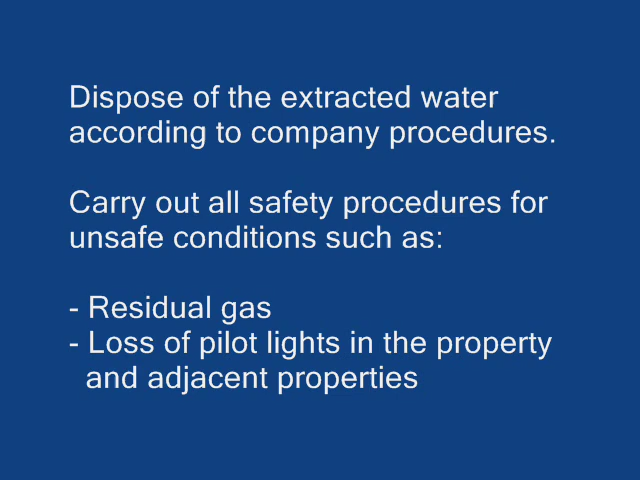 Dispose of the extracted water
according to company procedures.
Carry out all safety procedures for
unsafe conditions such as:
- Residual gas
- Loss of pilot lights in the property
and adjacent properties